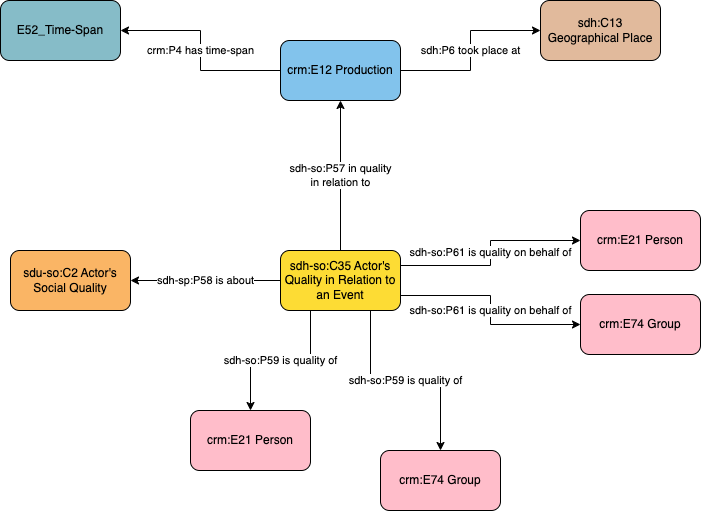 E52_Time-Span
crm:P4 has time-span
crm:E12 Production
sdh:P6 took place at
sdh:C13
Geographical Place
sdh-so:P57 in quality
in relation to
sdu-so:C2 Actor's
Social Quality
sdh-sp:P58 is about
sdh-so:C35 Actor's
Quality in Relation to
an Event
sdh-so:P61 is quality on behalf of
crm:E21 Person
sdh-so:P61 is quality on behalf of
crm:E74 Group
sdh-so:P59 is quality of
sdh-so:P59 is quality of
crm:E21 Person
crm:E74 Group